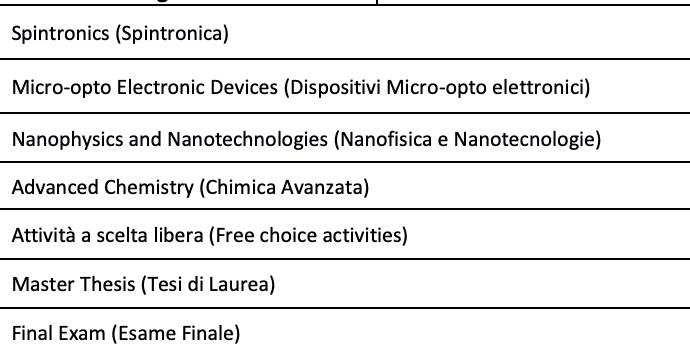 Spintronics (Spintronica)
Micro-opto Electronic Devices (Dispositivi Micro-opto elettronici)
Nanophysics and Nanotechnologies (Nanofisica e Nanotecnologie)
Advanced Chemistry (Chimica Avanzata)
Attività a scelta libera (Free choice activities)
Master Thesis (Tesi di Laurea)
Final Exam (Esame Finale)